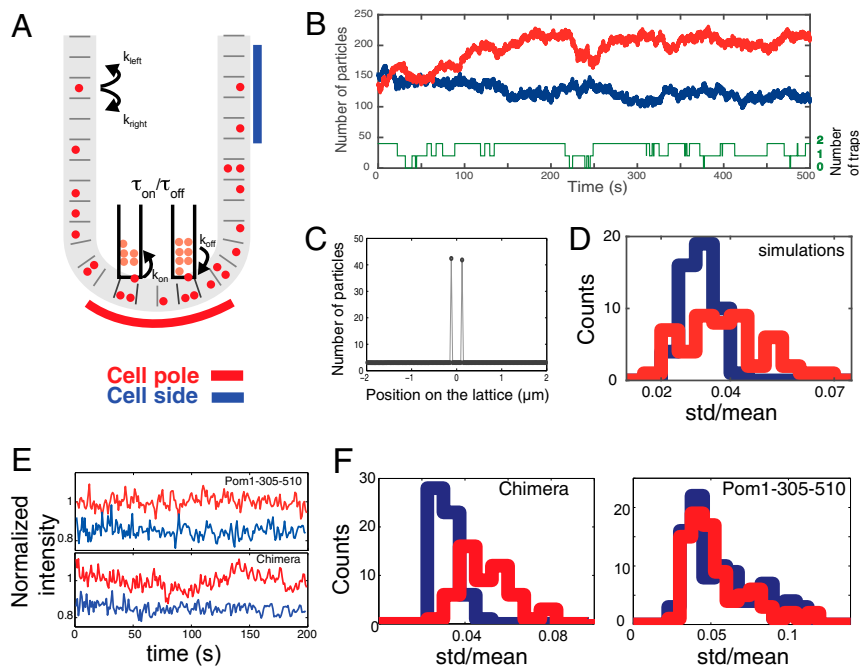 A
k_left
k_right
τ_on/τ_off
k_on
k_off
Cell pole
Cell side
B
Number of particles
250
200
150
100
50
0
0 100 200 300 400 500
Time (s)
2
1
0
Number of traps
C
Number of particles
60
50
40
30
20
10
0
-2 -1 0 1 2
Position on the lattice (µm)
D
simulations
Counts
20
10
0
0.02 0.04 0.07
std/mean
E
Normalized intensity
Pom1-305-510
1
0.8
Chimera
1
0.8
0 50 100 150 200
time (s)
F
Counts
Chimera
30
20
10
0
0.04 0.08
std/mean
Pom1-305-510
20
10
0
0 0.05 0.1
std/mean